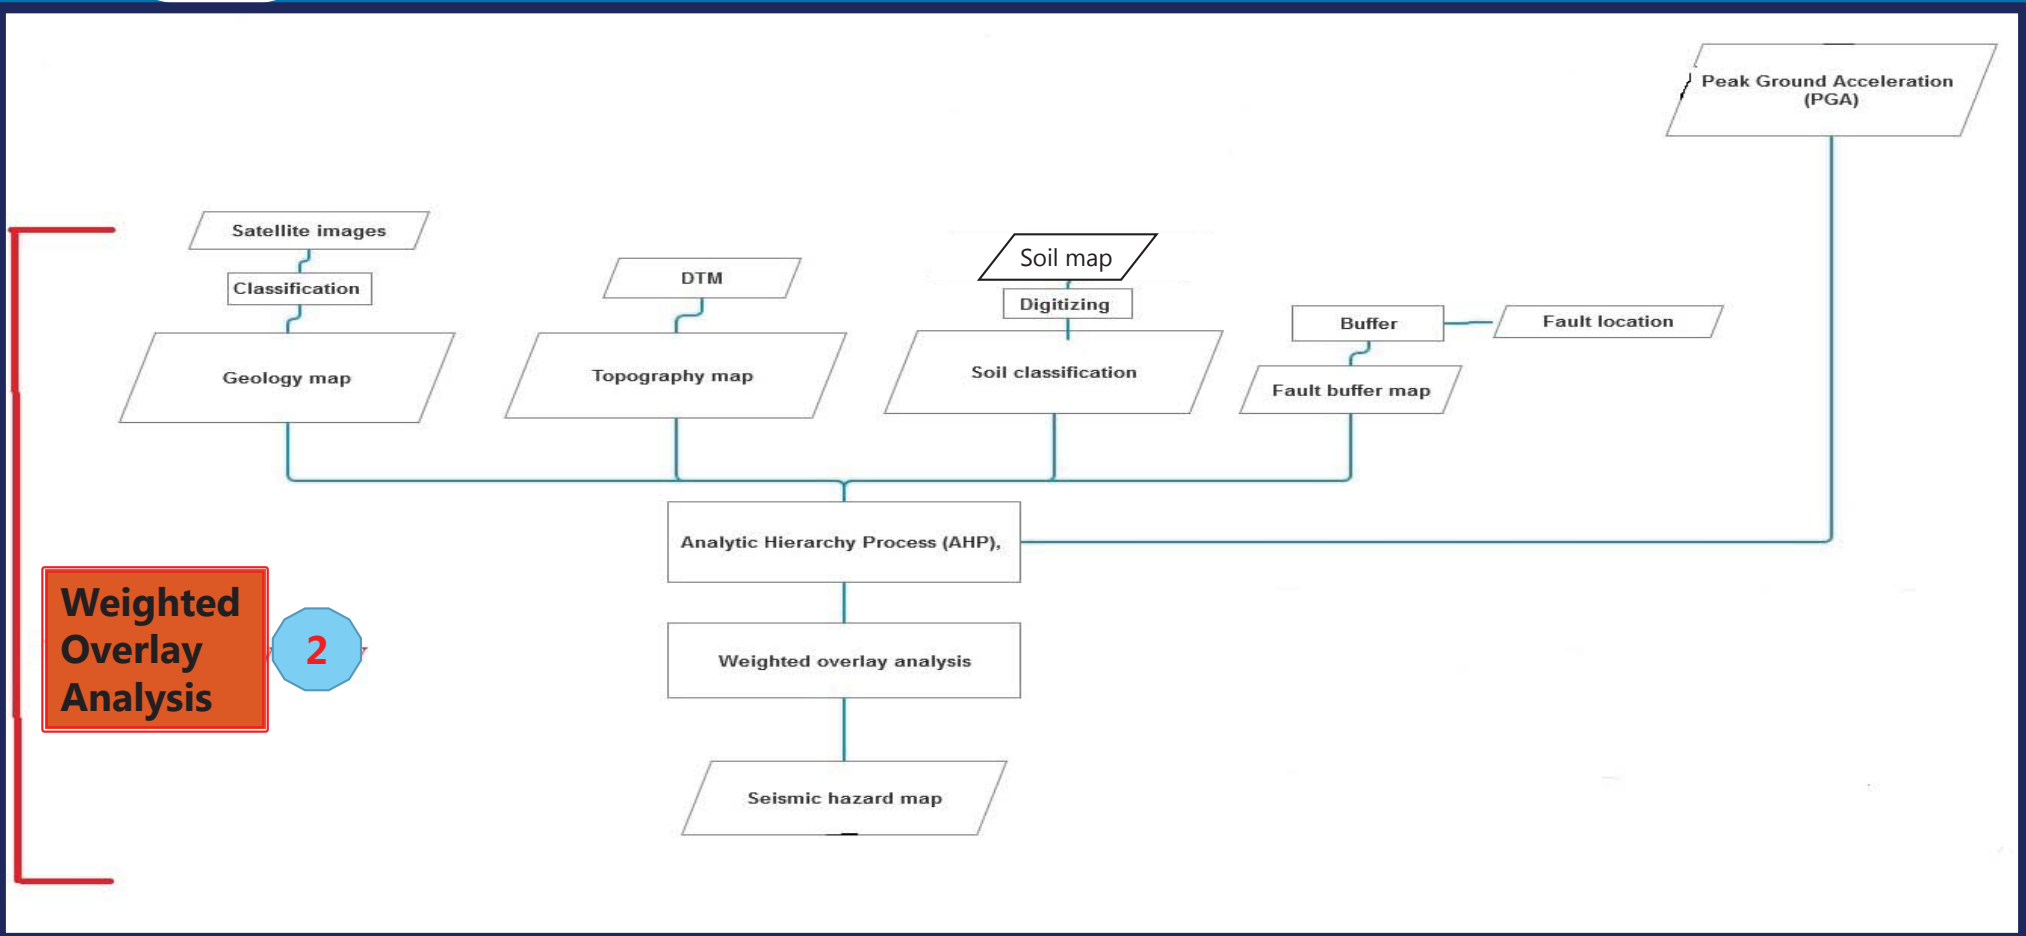 Peak Ground Acceleration
(PGA)
Satellite images
Classification
Geology map
DTM
Topography map
Soil map
Digitizing
Soil classification
Buffer
Fault location
Fault buffer map
Analytic Hierarchy Process (AHP),
Weighted overlay analysis
Seismic hazard map
Weighted
Overlay
Analysis
2